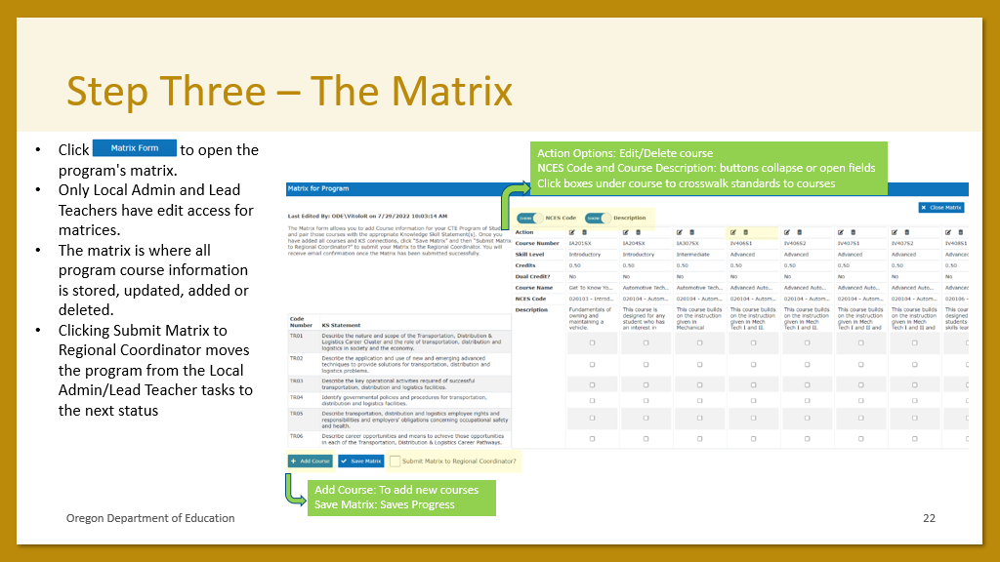 Step Three – The Matrix
• Click Matrix Form to open the
program's matrix.
• Only Local Admin and Lead
Teachers have edit access for
matrices.
• The matrix is where all
program course information
is stored, updated, added or
deleted.
• Clicking Submit Matrix to
Regional Coordinator moves
the program from the Local
Admin/Lead Teacher tasks to
the next status
Action Options: Edit/Delete course
NCES Code and Course Description: buttons collapse or open fields
Click boxes under course to crosswalk standards to courses
Matrix for Program
Close Matrix
Last Edited By: ODE\VitoloR on 7/29/2022 10:03:14 AM
The Matrix form allows you to add Course information for your CTE Program of Study
and pair those courses with the appropriate Knowledge Skill Statement(s). Once you
have added all courses and KS connections, click "Save Matrix" and then "Submit Matrix
to Regional Coordinator?" to submit your Matrix to the Regional Coordinator. You will
receive email confirmation once the Matrix has been submitted successfully.
SHOW NCES Code SHOW Description
Action
Course Number IA201SX IA204SX IA307SX IV406S1 IV406S2 IV407S1 IV407S2 IV408S1
Skill Level Introductory Introductory Intermediate Advanced Advanced Advanced Advanced Advanced
Credits 0.50 0.50 0.50 0.50 0.50 0.50 0.50 0.50
Dual Credit? No No No No No No No No
Course Name Get To Know Yo... Automotive Tech... Automotive Tech... Advanced Auto... Advanced Auto... Advanced Auto... Advanced Auto... Advanced
NCES Code 020103 - Introd... 020104 - Autom... 020104 - Autom... 020104 - Autom... 020104 - Autom... 020104 - Autom... 020104 - Autom... 020106 -
Description Fundamentals of This course is This course builds This course builds This course builds This course builds This course builds This cour
owning and designed for any on the instruction on the instruction on the instruction on the instruction on the instruction designed
maintaining a student who has given in given in Mech given in Mech given in Mech given in Mech students
vehicle. an interest in Mechanical Tech I and II. Tech I and II. Tech I and II and Tech I and II and skills lear
Code
Number KS Statement
TR01 Describe the nature and scope of the Transportation, Distribution &
Logistics Career Cluster and the role of transportation, distribution and
logistics in society and the economy.
TR02 Describe the application and use of new and emerging advanced
techniques to provide solutions for transportation, distribution and
logistics problems.
TR03 Describe the key operational activities required of successful
transportation, distribution and logistics facilities.
TR04 Identify governmental policies and procedures for transportation,
distribution and logistics facilities.
TR05 Describe transportation, distribution and logistics employee rights and
responsibilities and employers' obligations concerning occupational safety
and health.
TR06 Describe career opportunities and means to achieve those opportunities
in each of the Transportation, Distribution & Logistics Career Pathways.
+ Add Course Save Matrix Submit Matrix to Regional Coordinator?
Add Course: To add new courses
Save Matrix: Saves Progress
Oregon Department of Education
22